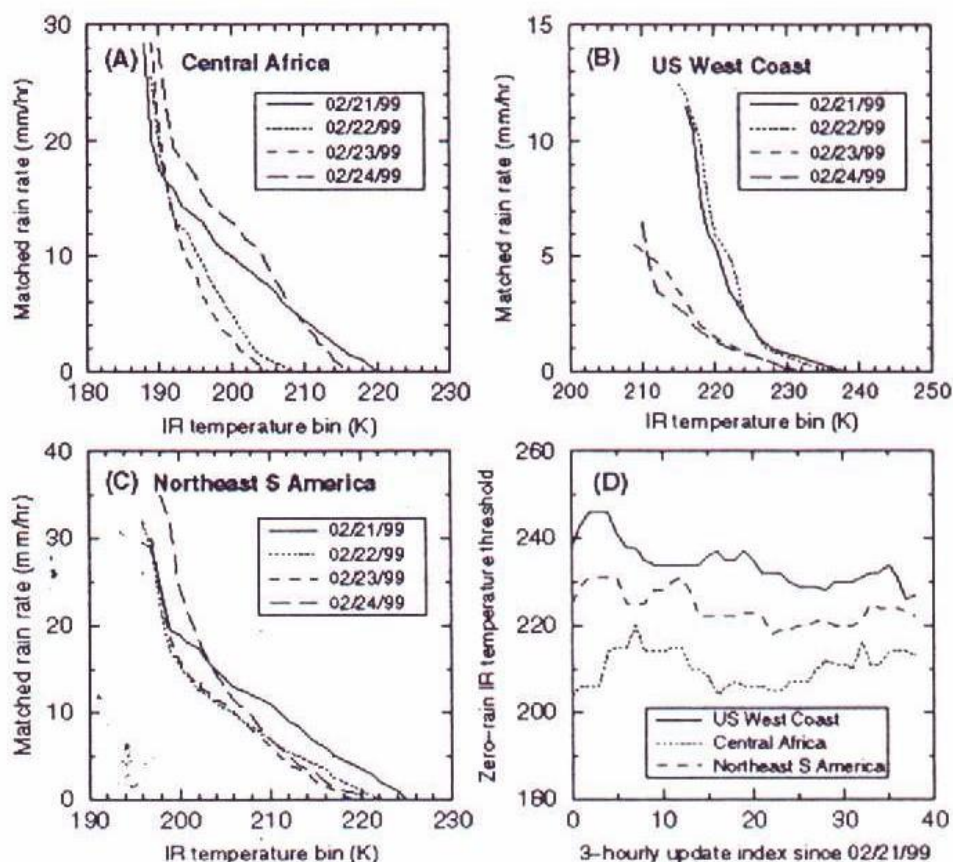 (A)
Central Africa
02/21/99
02/22/99
02/23/99
02/24/99
Matched rain rate (mm/hr)
30
20
10
0
180 190 200 210 220 230
IR temperature bin (K)
(B)
US West Coast
02/21/99
02/22/99
02/23/99
02/24/99
Matched rain rate (mm/hr)
15
10
5
0
200 210 220 230 240 250
IR temperature bin (K)
(C)
Northeast S America
02/21/99
02/22/99
02/23/99
02/24/99
Matched rain rate (mm/hr)
40
30
20
10
0
190 200 210 220 230
IR temperature bin (K)
(D)
Zero-rain IR temperature threshold
260
240
220
200
180
US West Coast
Central Africa
Northeast S America
0 10 20 30 40
3-hourly update index since 02/21/99